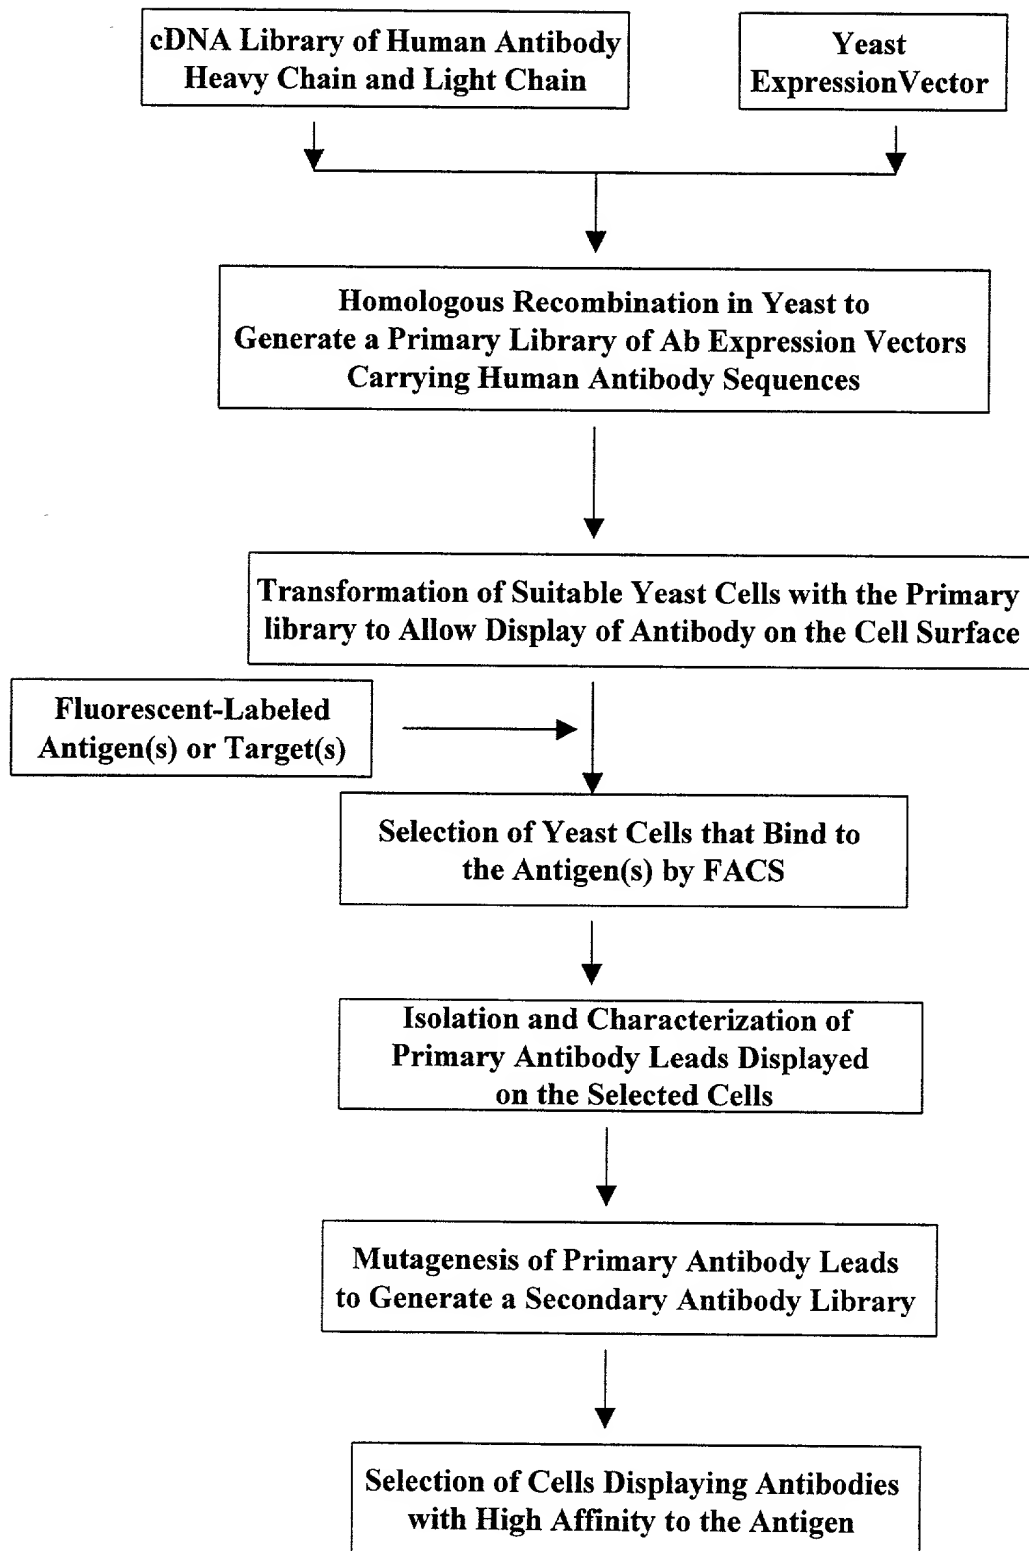 cDNA Library of Human Antibody
Heavy Chain and Light Chain
Yeast
ExpressionVector
Homologous Recombination in Yeast to
Generate a Primary Library of Ab Expression Vectors
Carrying Human Antibody Sequences
Transformation of Suitable Yeast Cells with the Primary
library to Allow Display of Antibody on the Cell Surface
Fluorescent-Labeled
Antigen(s) or Target(s)
Selection of Yeast Cells that Bind to
the Antigen(s) by FACS
Isolation and Characterization of
Primary Antibody Leads Displayed
on the Selected Cells
Mutagenesis of Primary Antibody Leads
to Generate a Secondary Antibody Library
Selection of Cells Displaying Antibodies
with High Affinity to the Antigen